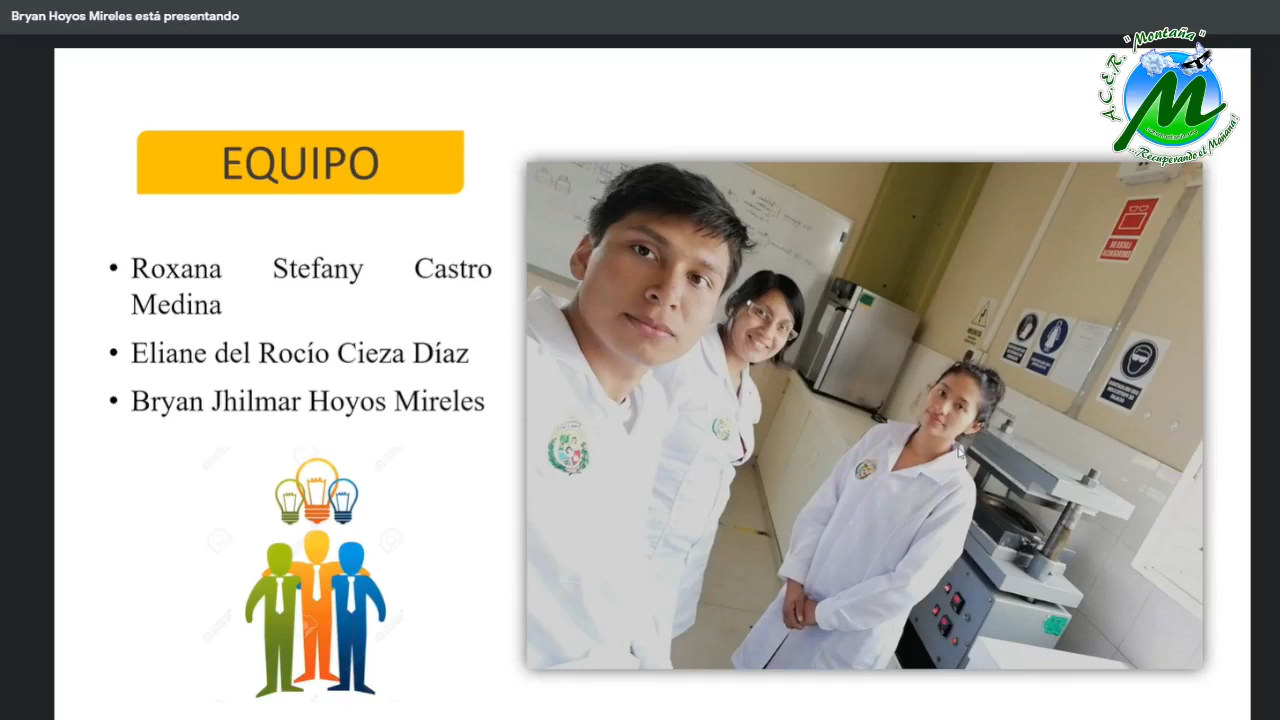 Bryan Hoyos Mireles está presentando
"Montaña"
A.C.E.R.
M
...Recuperando el Mañana!
EQUIPO
• Roxana Stefany Castro
Medina
• Eliane del Rocío Cieza Díaz
• Bryan Jhilmar Hoyos Mireles